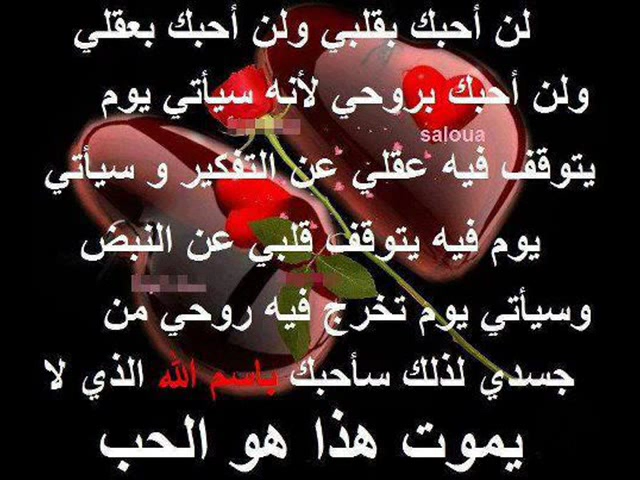 لن أحبك بقلبي ولن أحبك بعقلي
ولن أحبك بروحي لأنه سيأتي يوم
saloua
يتوقف فيه عقلي عن التفكير و سيأتي
يوم فيه يتوقف قلبي عن النبض
وسيأتي يوم تخرج فيه روحي من
جسدي لذلك سأحبك باسم الله الذي لا
يموت هذا هو الحب